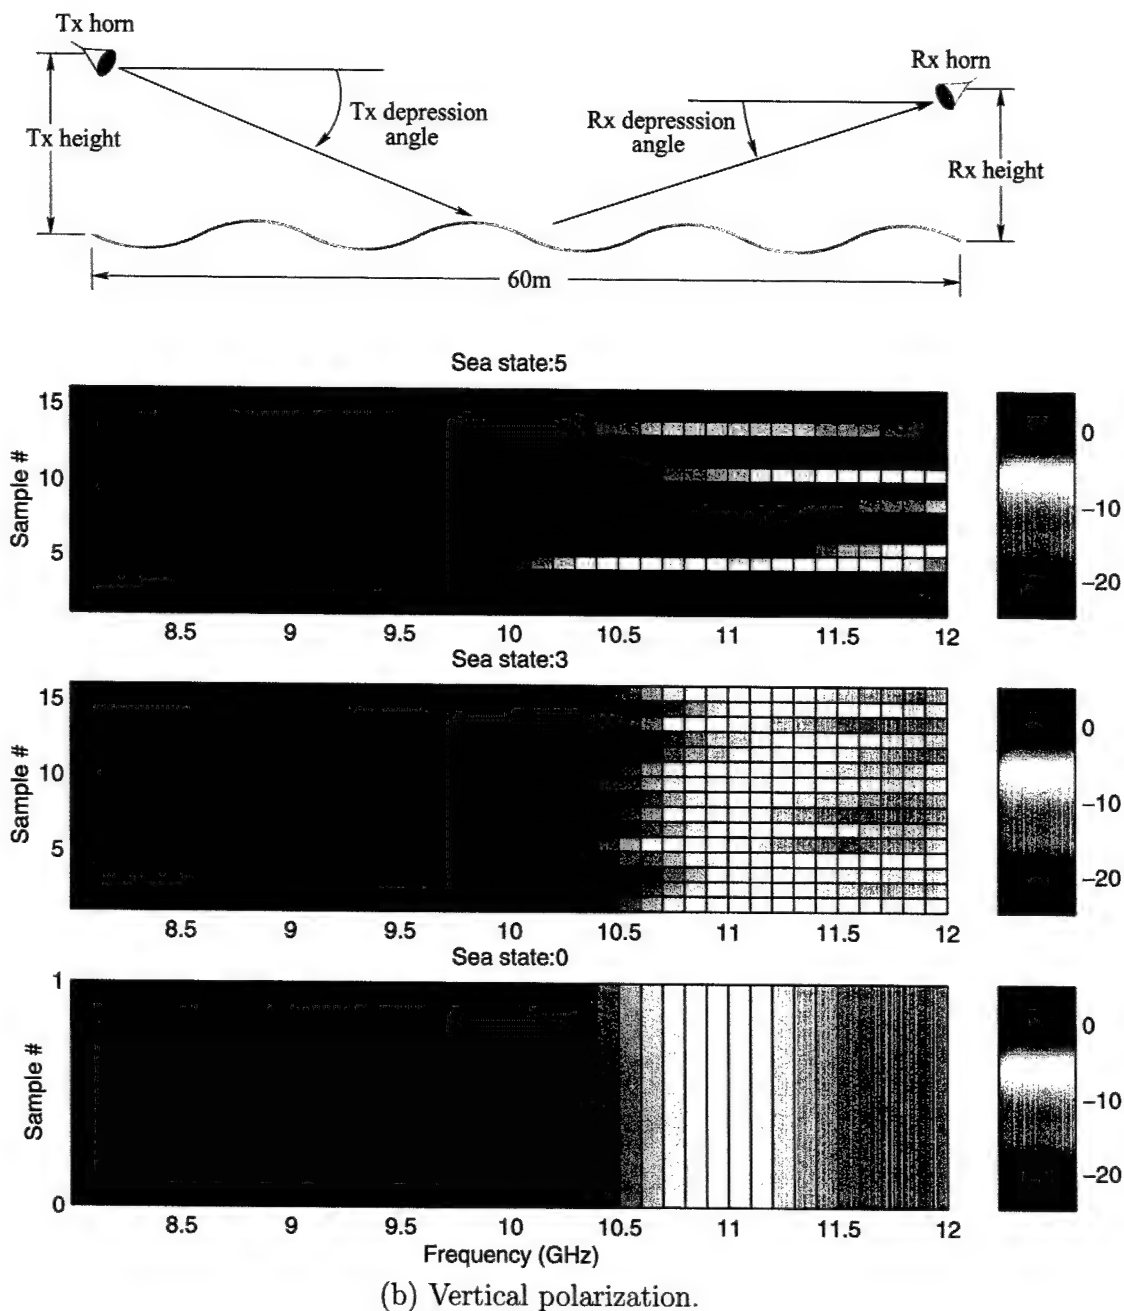 Tx horn
Rx horn
Tx height
Tx depression
angle
Rx depresssion
angle
Rx height
60m
Sea state:5
Sample #
15
10
5
8.5 9 9.5 10 10.5 11 11.5 12
0
−10
−20
Sea state:3
Sample #
15
10
5
8.5 9 9.5 10 10.5 11 11.5 12
0
−10
−20
Sea state:0
Sample #
1
0
8.5 9 9.5 10 10.5 11 11.5 12
0
−10
−20
Frequency (GHz)
(b) Vertical polarization.